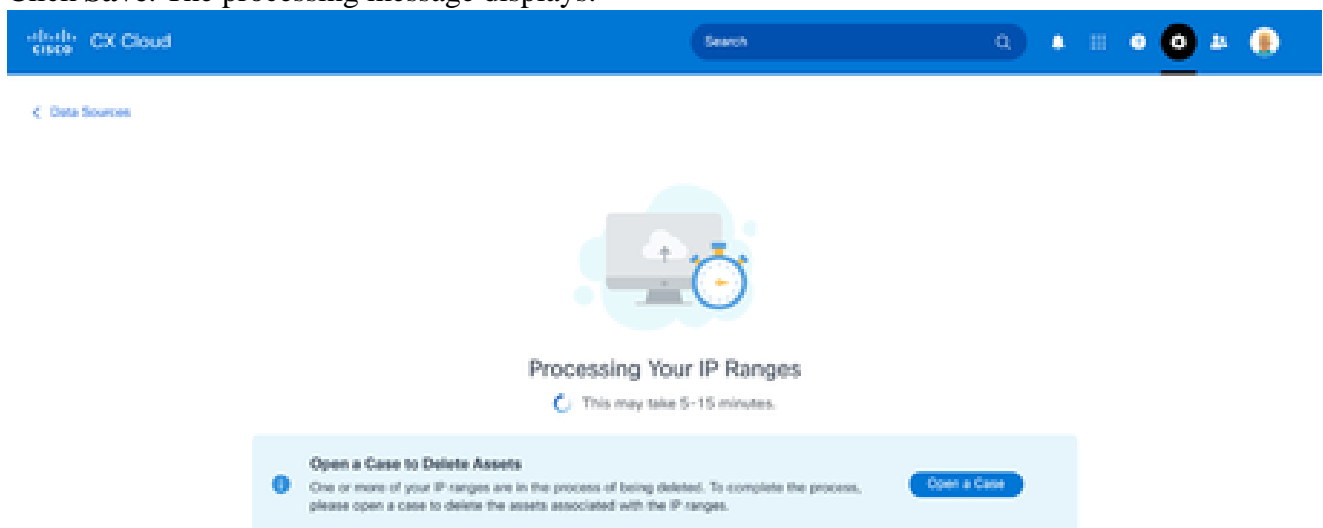 Click Save. The processing message displays.
CISCO CX Cloud Search
< Data Sources
Processing Your IP Ranges
This may take 5-15 minutes.
Open a Case to Delete Assets
One or more of your IP ranges are in the process of being deleted. To complete the process,
please open a case to delete the assets associated with the IP ranges.
Open a Case